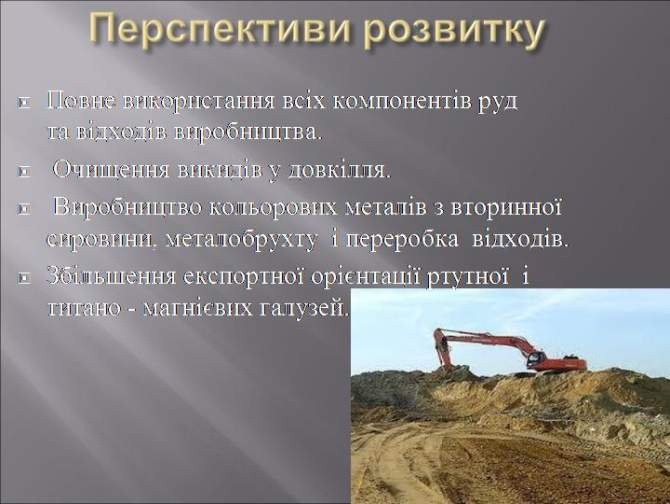 Перспективи розвитку
Повне використання всіх компонентів руд
та відходів виробництва.
Очищення викидів у довкілля.
Виробництво кольорових металів з вторинної
сировини, металобрухту і переробка відходів.
Збільшення експортної орієнтації ртутної і
титано - магнієвих галузей.